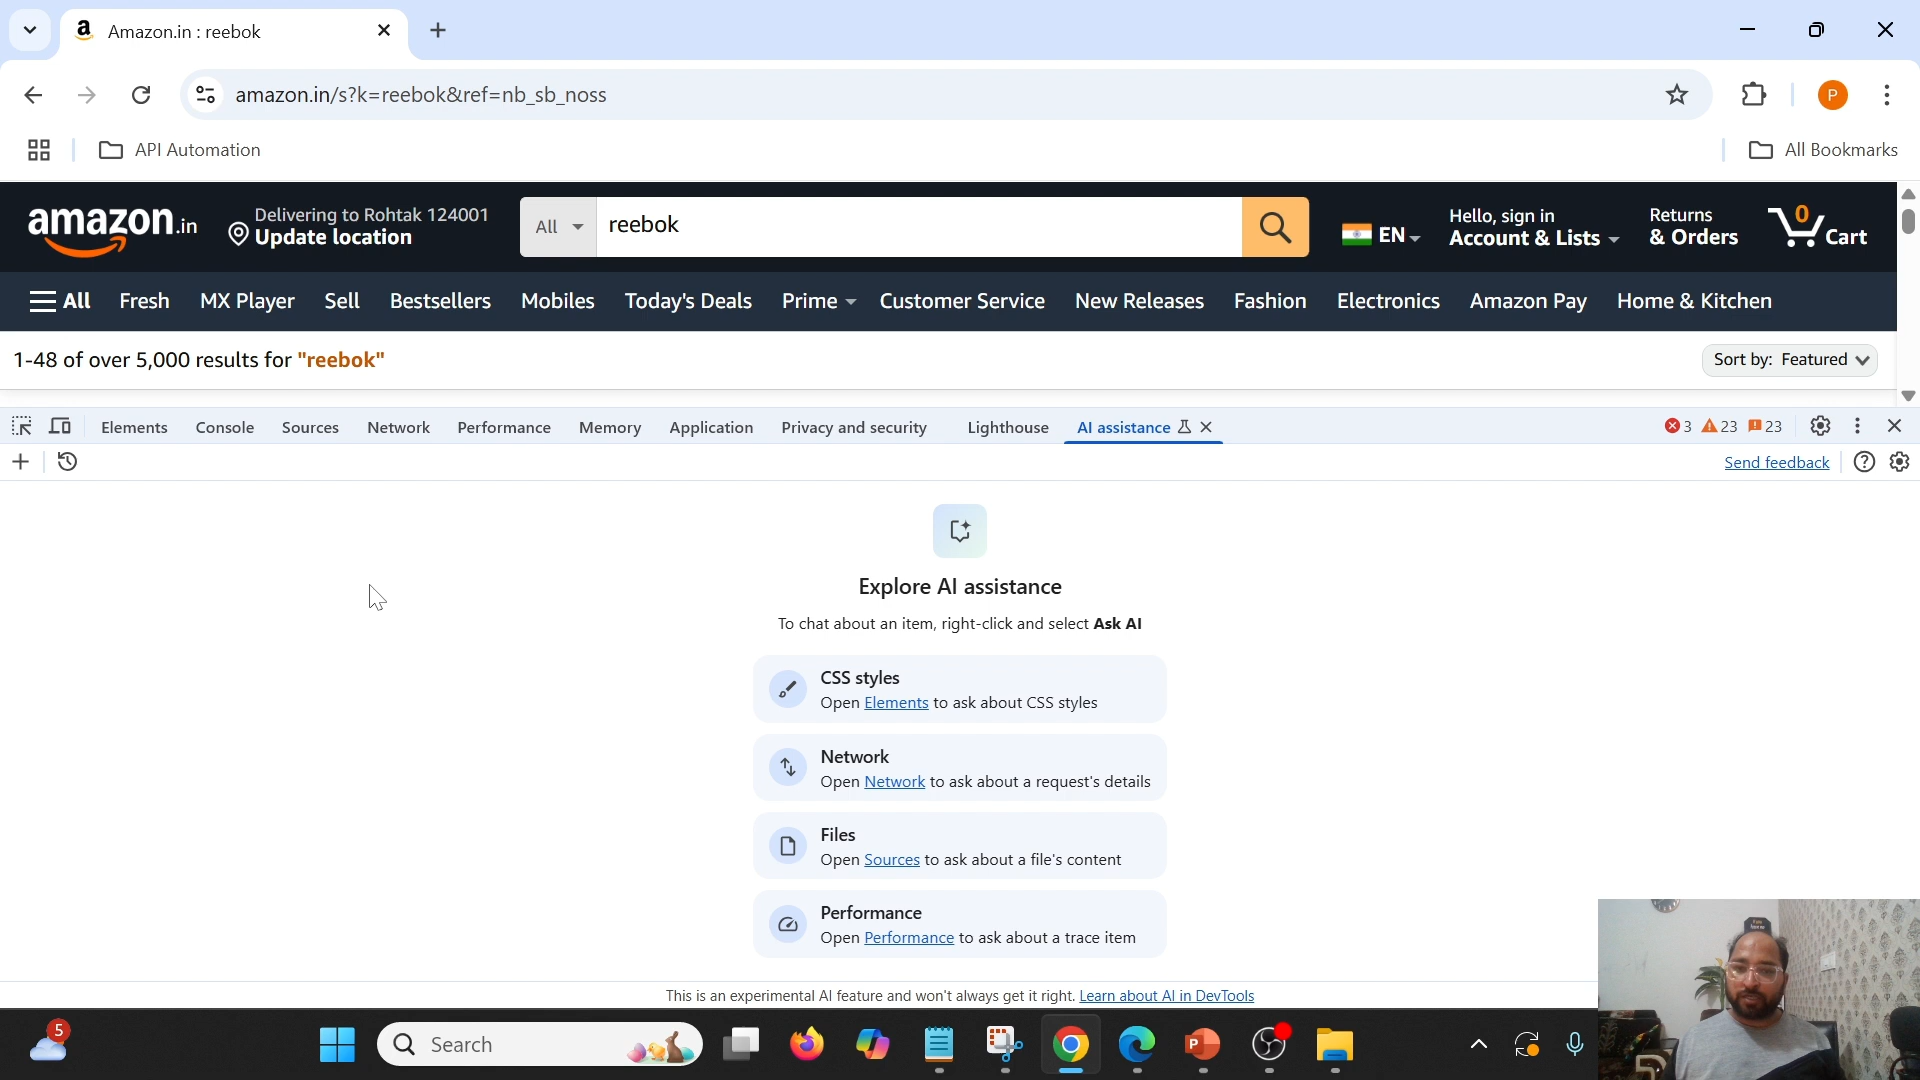 Amazon.in : reebok
amazon.in/s?k=reebok&ref=nb_sb_noss
P
API Automation
All Bookmarks
amazon.in
Delivering to Rohtak 124001
Update location
All
reebok
EN
Hello, sign in
Account & Lists
Returns
& Orders
0
Cart
All Fresh MX Player Sell Bestsellers Mobiles Today's Deals Prime Customer Service New Releases Fashion Electronics Amazon Pay Home & Kitchen
1-48 of over 5,000 results for "reebok"
Sort by: Featured
Elements Console Sources Network Performance Memory Application Privacy and security Lighthouse AI assistance
3 23 23
Send feedback
Explore AI assistance
To chat about an item, right-click and select Ask AI
CSS styles
Open Elements to ask about CSS styles
Network
Open Network to ask about a request's details
Files
Open Sources to ask about a file's content
Performance
Open Performance to ask about a trace item
This is an experimental AI feature and won't always get it right. Learn about AI in DevTools
5
Search